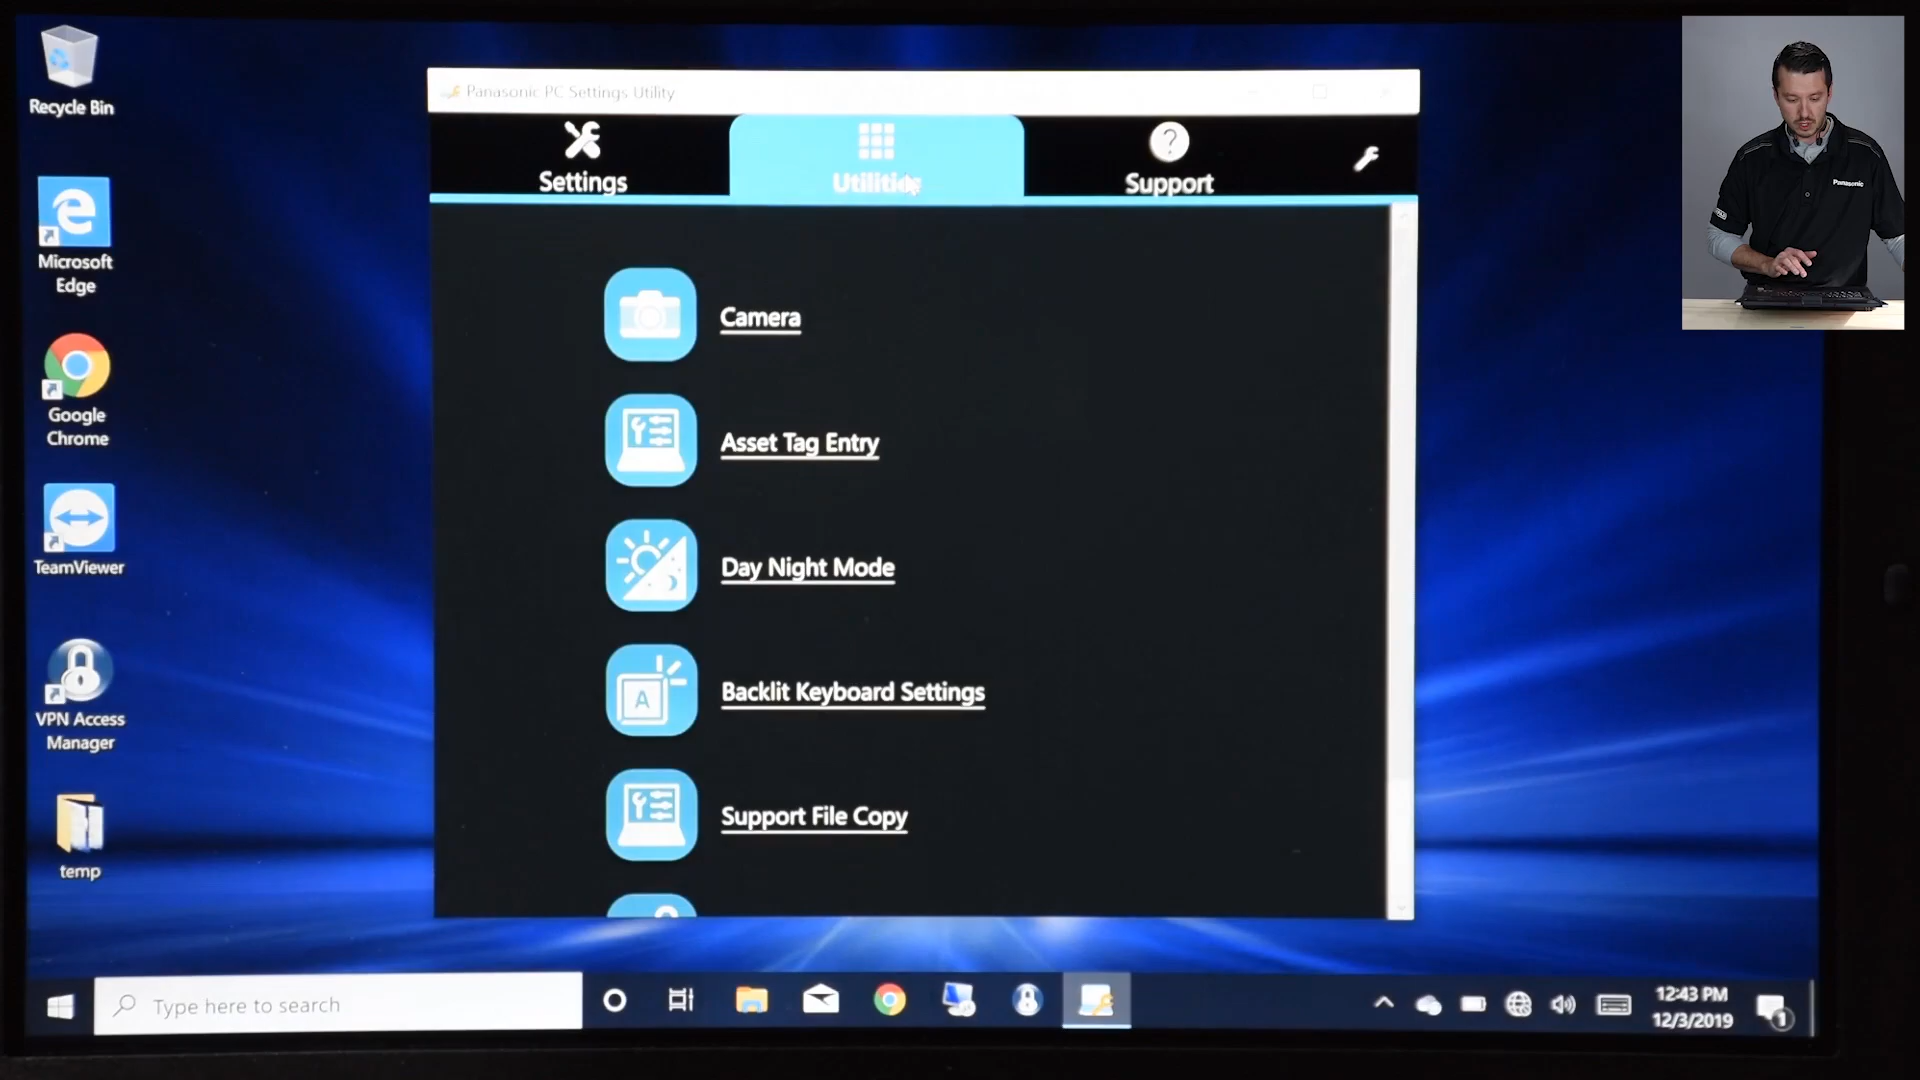 Recycle Bin
Microsoft
Edge
Google
Chrome
TeamViewer
VPN Access
Manager
temp
Panasonic PC Settings Utility
Settings
Utilities
?
Support
Camera
Asset Tag Entry
Day Night Mode
A
Backlit Keyboard Settings
Support File Copy
Panasonic
Type here to search
12:43 PM
12/3/2019
1